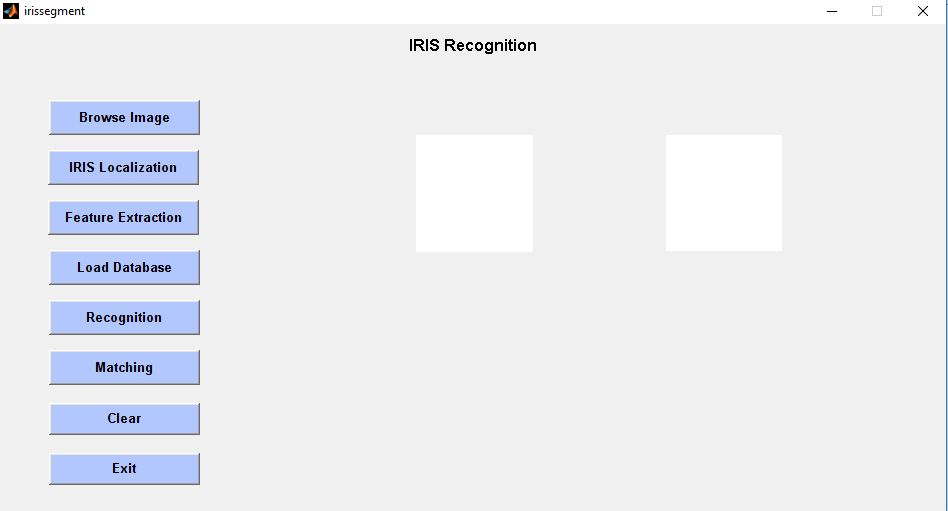 irissegment
IRIS Recognition
Browse Image
IRIS Localization
Feature Extraction
Load Database
Recognition
Matching
Clear
Exit